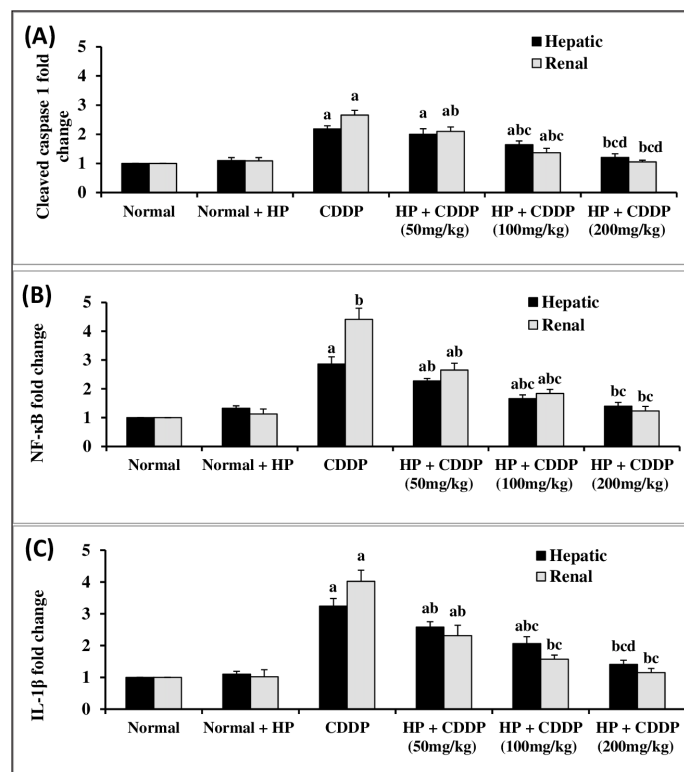 (A)
Cleaved caspase 1 fold
change
5
4
3
2
1
0
Hepatic
Renal
a
a
a
ab
abc
abc
bcd
bcd
Normal
Normal + HP
CDDP
HP + CDDP
(50mg/kg)
HP + CDDP
(100mg/kg)
HP + CDDP
(200mg/kg)
(B)
NF-κB fold change
5
4
3
2
1
0
Hepatic
Renal
a
b
ab
ab
abc
abc
bc
bc
Normal
Normal + HP
CDDP
HP + CDDP
(50mg/kg)
HP + CDDP
(100mg/kg)
HP + CDDP
(200mg/kg)
(C)
IL-1β fold change
5
4
3
2
1
0
Hepatic
Renal
a
a
ab
ab
abc
bc
bcd
bc
Normal
Normal + HP
CDDP
HP + CDDP
(50mg/kg)
HP + CDDP
(100mg/kg)
HP + CDDP
(200mg/kg)